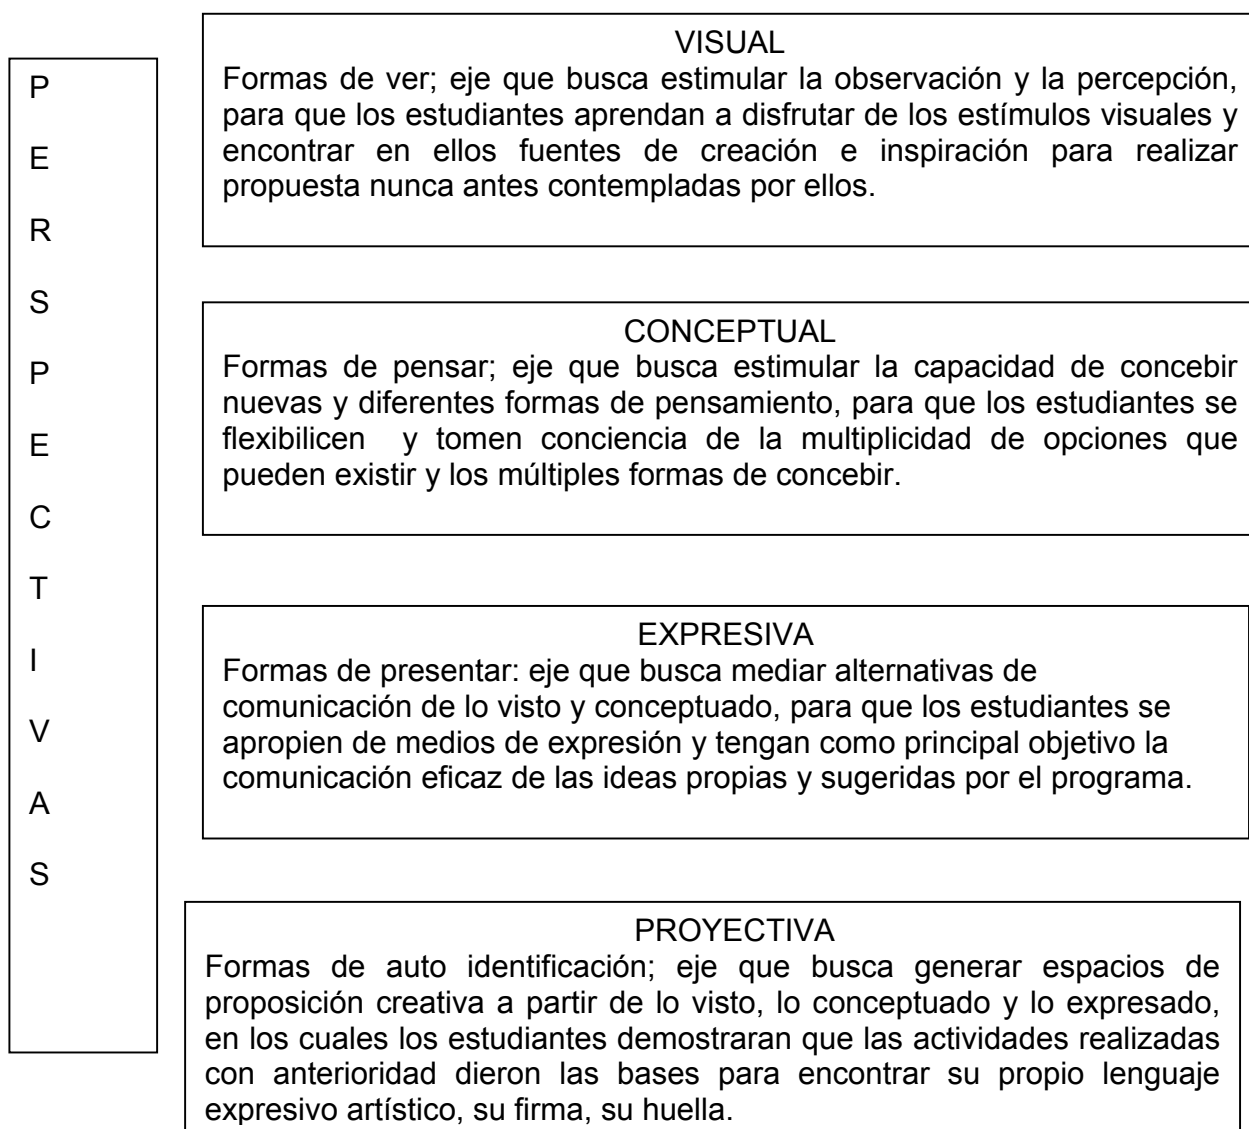 P
E
R
S
P
E
C
T
I
V
A
S
VISUAL
Formas de ver; eje que busca estimular la observación y la percepción,
para que los estudiantes aprendan a disfrutar de los estímulos visuales y
encontrar en ellos fuentes de creación e inspiración para realizar
propuesta nunca antes contempladas por ellos.
CONCEPTUAL
Formas de pensar; eje que busca estimular la capacidad de concebir
nuevas y diferentes formas de pensamiento, para que los estudiantes se
flexibilicen y tomen conciencia de la multiplicidad de opciones que
pueden existir y los múltiples formas de concebir.
EXPRESIVA
Formas de presentar: eje que busca mediar alternativas de
comunicación de lo visto y conceptuado, para que los estudiantes se
apropien de medios de expresión y tengan como principal objetivo la
comunicación eficaz de las ideas propias y sugeridas por el programa.
PROYECTIVA
Formas de auto identificación; eje que busca generar espacios de
proposición creativa a partir de lo visto, lo conceptuado y lo expresado,
en los cuales los estudiantes demostraran que las actividades realizadas
con anterioridad dieron las bases para encontrar su propio lenguaje
expresivo artístico, su firma, su huella.